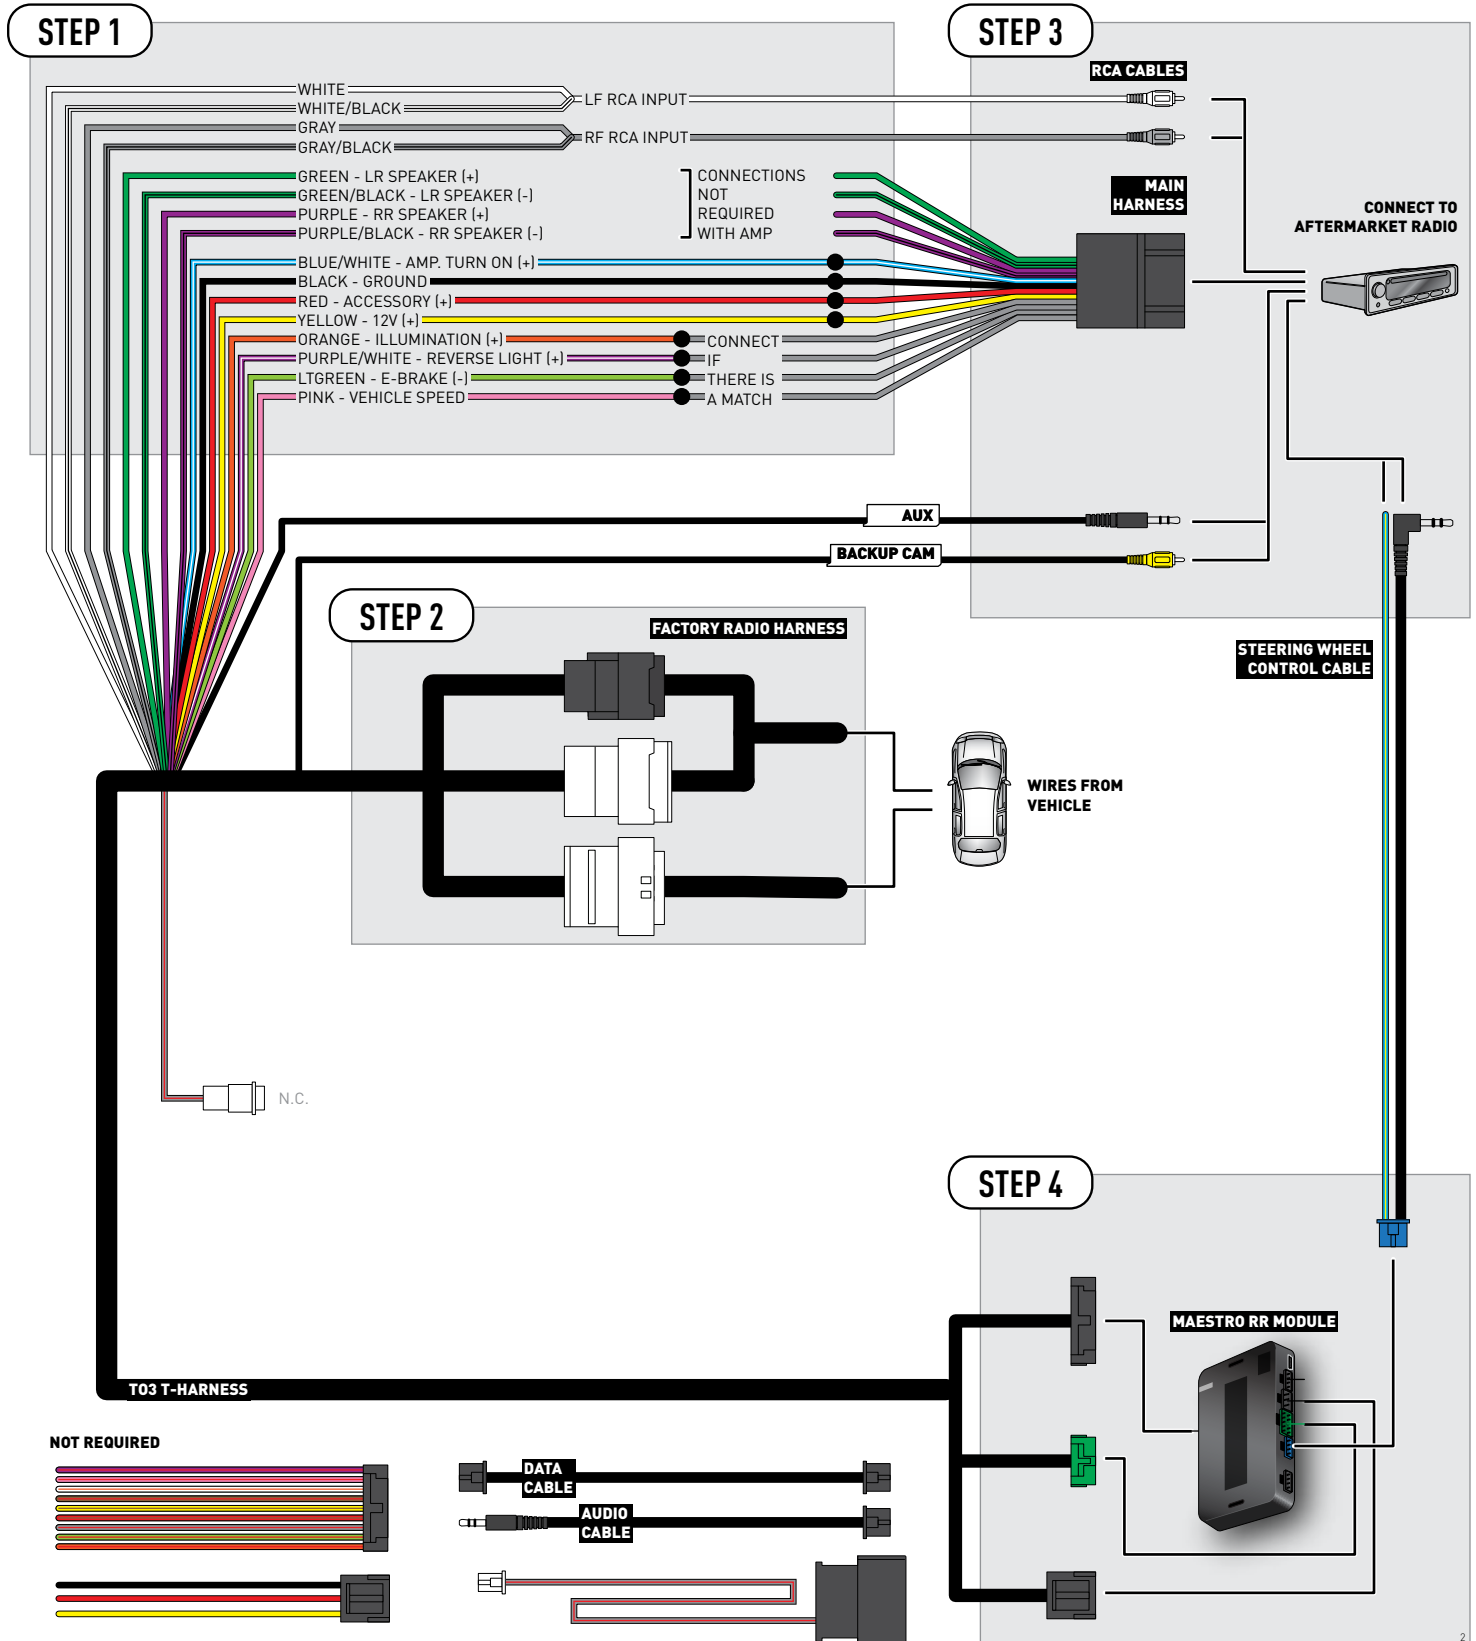 STEP 1
WHITE
WHITE/BLACK
LF RCA INPUT
GRAY
GRAY/BLACK
RF RCA INPUT
GREEN - LR SPEAKER (+)
GREEN/BLACK - LR SPEAKER (-)
PURPLE - RR SPEAKER (+)
PURPLE/BLACK - RR SPEAKER (-)
CONNECTIONS
NOT
REQUIRED
WITH AMP
BLUE/WHITE - AMP. TURN ON (+)
BLACK - GROUND
RED - ACCESSORY (+)
YELLOW - 12V (+)
ORANGE - ILLUMINATION (+)
PURPLE/WHITE - REVERSE LIGHT (+)
LTGREEN - E-BRAKE (-)
PINK - VEHICLE SPEED
CONNECT
IF
THERE IS
A MATCH
STEP 3
RCA CABLES
MAIN
HARNESS
CONNECT TO
AFTERMARKET RADIO
AUX
BACKUP CAM
STEP 2
FACTORY RADIO HARNESS
WIRES FROM
VEHICLE
STEERING WHEEL
CONTROL CABLE
N.C.
STEP 4
MAESTRO RR MODULE
TO3 T-HARNESS
NOT REQUIRED
DATA
CABLE
AUDIO
CABLE
2